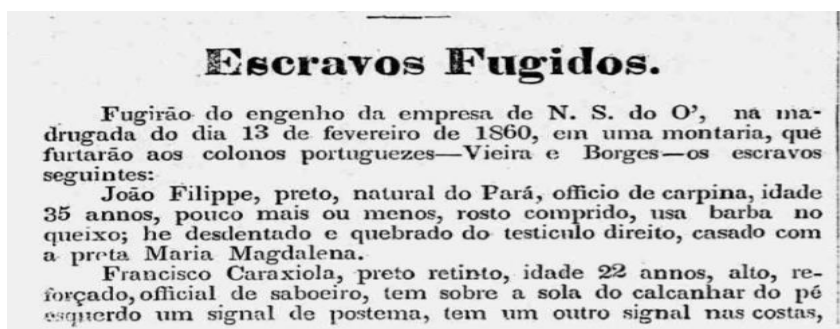 Escravos Fugidos.
Fugirão do engenho da empresa de N. S. do O', na ma-
drugada do dia 13 de fevereiro de 1860, em uma montaria, que
furtarão aos colonos portuguezes—Vieira e Borges—os escravos
seguintes:
João Filippe, preto, natural do Pará, officio de carpina, idade
35 annos, pouco mais ou menos, rosto comprido, usa barba no
queixo; he desdentado e quebrado do testiculo direito, casado com
a preta Maria Magdalena.
Francisco Caraxiola, preto retinto, idade 22 annos, alto, re-
forçado, official de saboeiro, tem sobre a sola do calcanhar do pé
esquerdo um signal de postema, tem um outro signal nas costas,